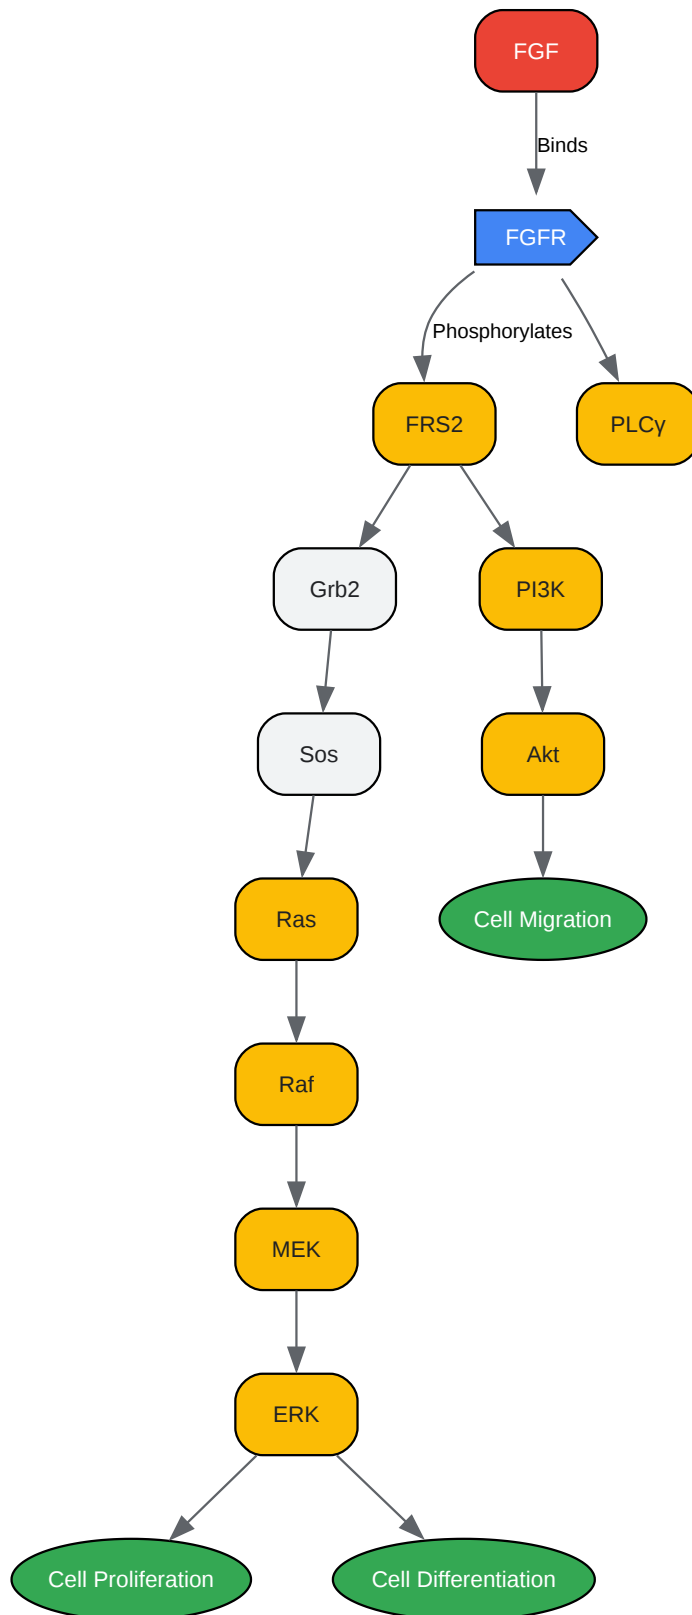 FGF
Binds
FGFR
Phosphorylates
FRS2
PLCγ
Grb2
PI3K
Sos
Akt
Ras
Cell Migration
Raf
MEK
ERK
Cell Proliferation
Cell Differentiation